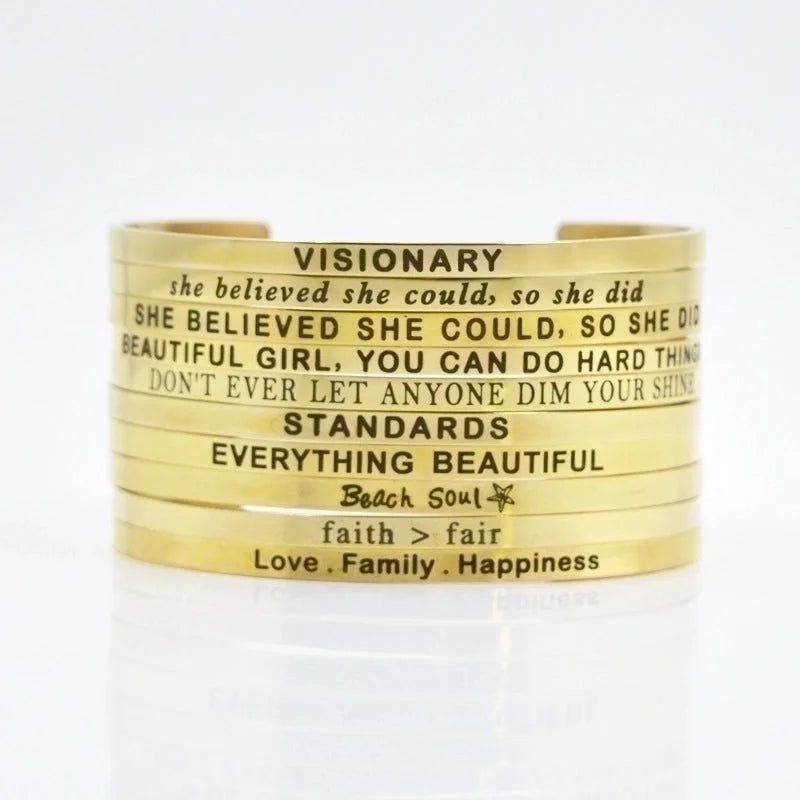 VISIONARY
she believed she could, so she did
SHE BELIEVED SHE COULD, SO SHE DID
BEAUTIFUL GIRL, YOU CAN DO HARD THING
DON'T EVER LET ANYONE DIM YOUR SHINE
STANDARDS
EVERYTHING BEAUTIFUL
Beach Soul
faith > fair
Love . Family . Happiness